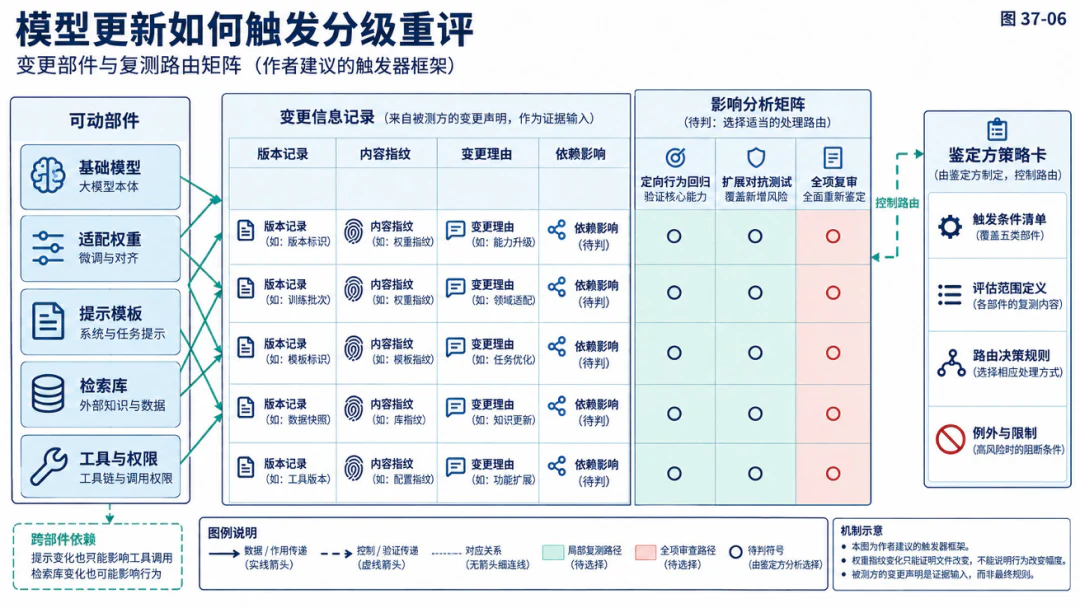 模型更新如何触发分级重评
图 37-06
变更部件与复测路由矩阵（作者建议的触发器框架）
可动部件
基础模型
大模型本体
适配权重
微调与对齐
提示模板
系统与任务提示
检索库
外部知识与数据
工具与权限
工具链与调用权限
跨部件依赖
提示变化也可能影响工具调用
检索库变化也可能影响行为
变更信息记录（来自被测方的变更声明，作为证据输入）
版本记录 内容指纹 变更理由 依赖影响
版本记录 内容指纹 变更理由 依赖影响
（如：版本标识） （如：权重指纹） （如：能力升级） （待判）
版本记录 内容指纹 变更理由 依赖影响
（如：训练批次） （如：权重指纹） （如：领域适配） （待判）
版本记录 内容指纹 变更理由 依赖影响
（如：模板标识） （如：模板指纹） （如：任务优化） （待判）
版本记录 内容指纹 变更理由 依赖影响
（如：数据快照） （如：库指纹） （如：知识更新） （待判）
版本记录 内容指纹 变更理由 依赖影响
（如：工具版本） （如：配置指纹） （如：功能扩展） （待判）
影响分析矩阵
（待判：选择适当的处理路由）
定向行为回归 扩展对抗测试 全项复审
验证核心能力 覆盖新增风险 全面重新鉴定
控制路由
鉴定方策略卡
（由鉴定方制定，控制路由）
触发条件清单
（覆盖五类部件）
评估范围定义
（各部件的复测内容）
路由决策规则
（选择相应处理方式）
例外与限制
（高风险时的阻断条件）
图例说明
数据 / 作用传递 控制 / 验证传递 对应关系 局部复测路径 全项审查路径 待判符号
（实线箭头） （虚线箭头） （无箭头细连线） （待选择） （待选择） （由鉴定方分析选择）
机制示意
• 本图为作者建议的触发器框架。
• 权重指纹变化只能证明文件改变，不能说明行为改变幅度。
• 被测方的变更声明是证据输入，而非最终规则。